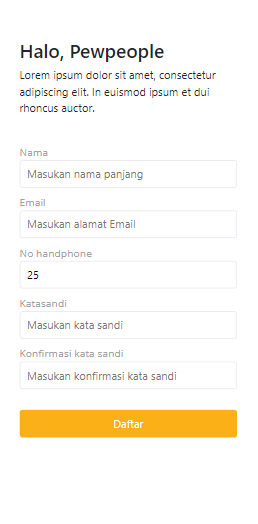 Halo, Pewpeople
Lorem ipsum dolor sit amet, consectetur
adipiscing elit. In euismod ipsum et dui
rhoncus auctor.
Nama
Masukan nama panjang
Email
Masukan alamat Email
No handphone
25
Katasandi
Masukan kata sandi
Konfirmasi kata sandi
Masukan konfirmasi kata sandi
Daftar